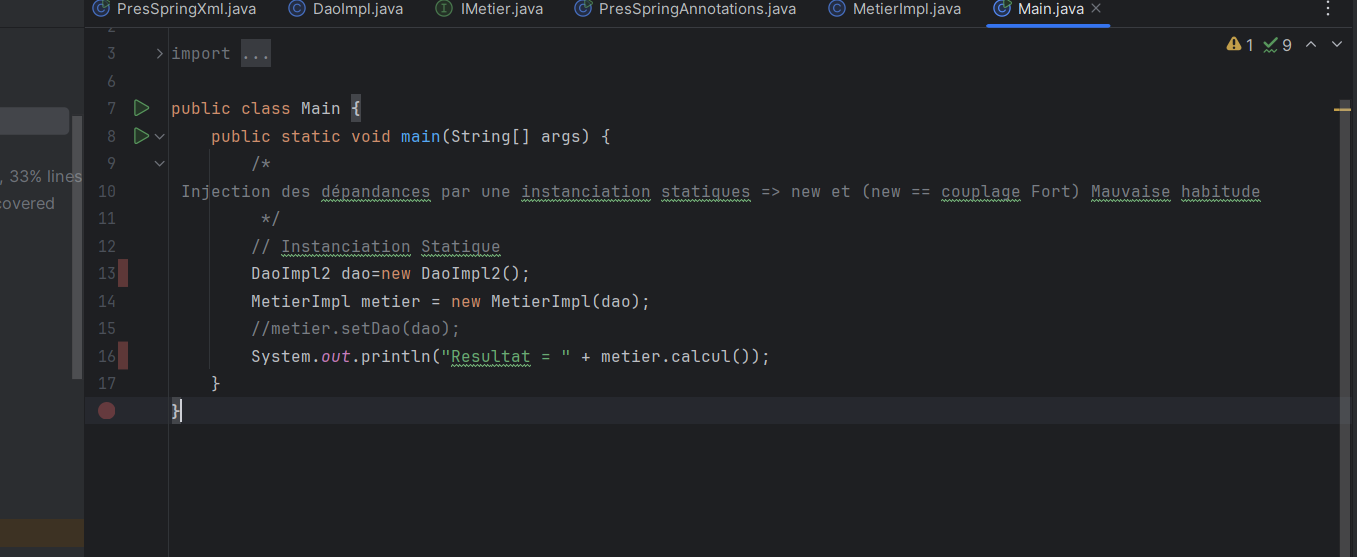 PresSpringXml.java DaoImpl.java IMetier.java PresSpringAnnotations.java MetierImpl.java Main.java
1 9
3 import ...
6
7 public class Main {
8 public static void main(String[] args) {
9 /*
, 33% lines
10 Injection des dépandances par une instanciation statiques => new et (new == couplage Fort) Mauvaise habitude
covered
11 */
12 // Instanciation Statique
13 DaoImpl2 dao=new DaoImpl2();
14 MetierImpl metier = new MetierImpl(dao);
15 //metier.setDao(dao);
16 System.out.println("Resultat = " + metier.calcul());
17 }
}